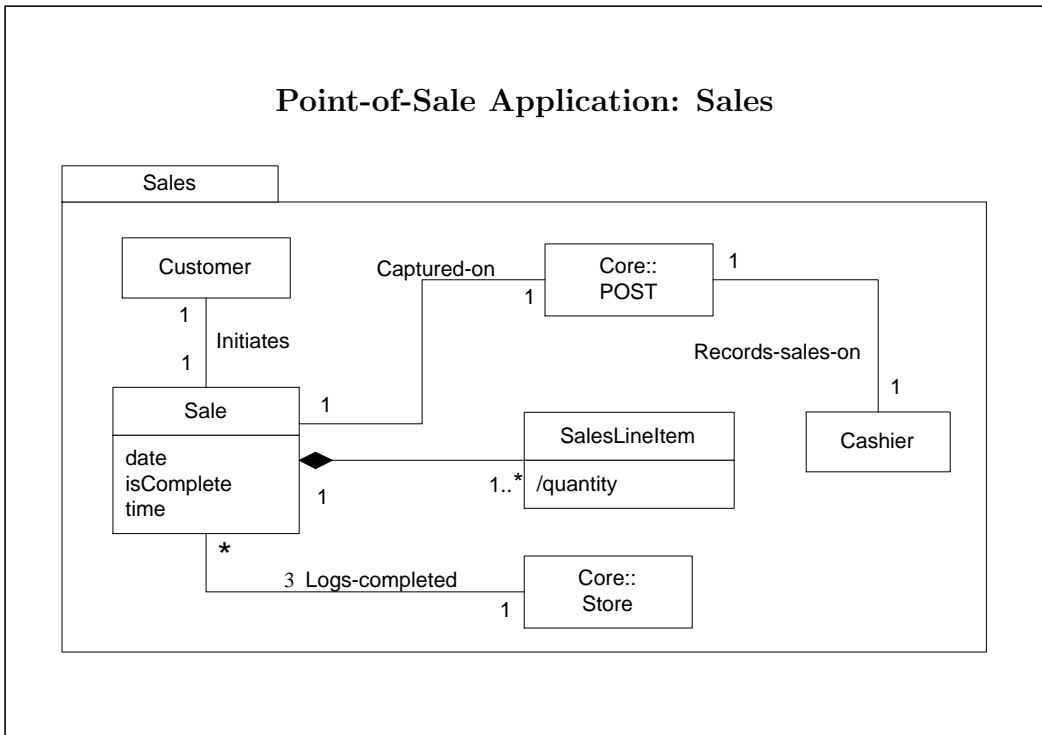 Point-of-Sale Application: Sales
Sales
Customer
1
Initiates
1
Captured-on
1
Core::
POST
1
Records-sales-on
1
Cashier
Sale
date
isComplete
time
1
1
1..*
SalesLineItem
/quantity
*
3 Logs-completed
1
Core::
Store